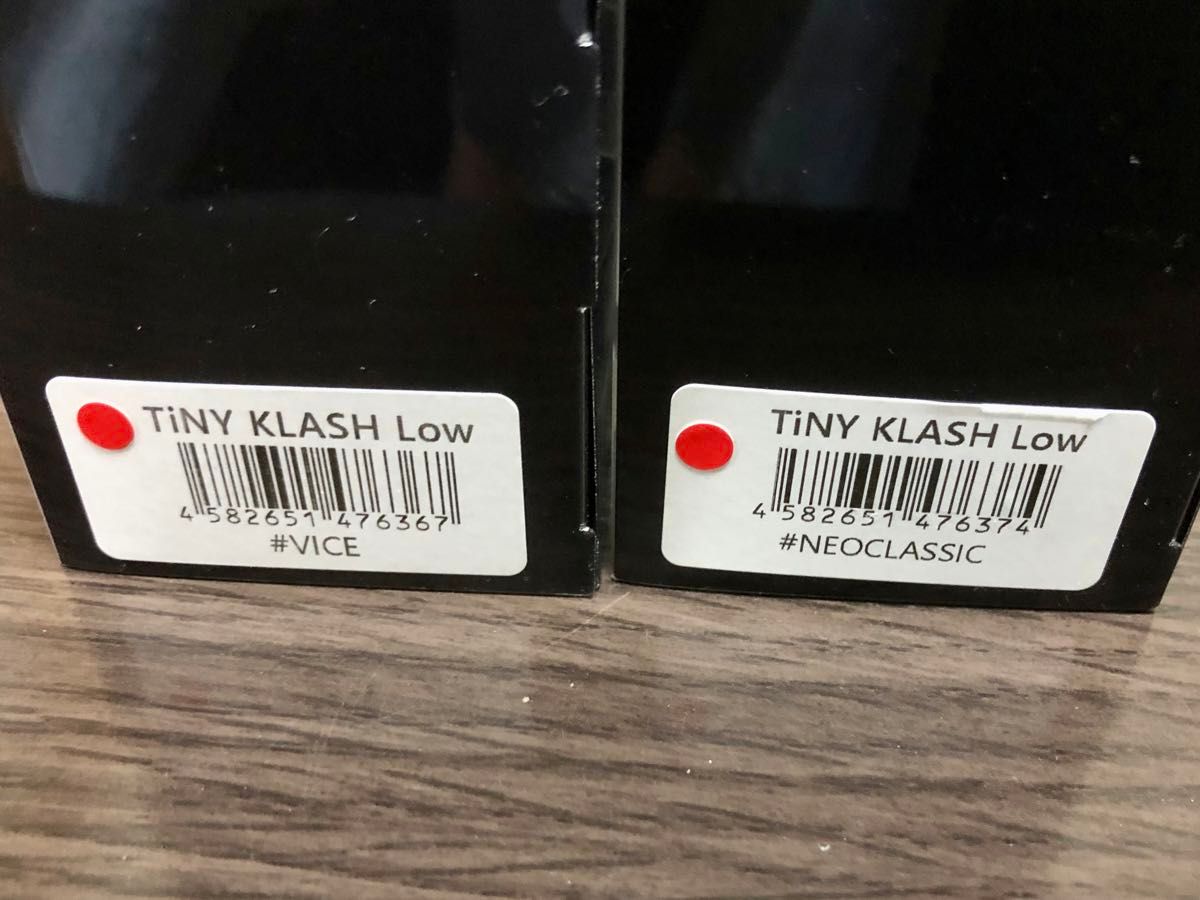 TiNY KLASH Low
4 582651 476367
#VICE
TiNY KLASH Low
4 582651 476374
#NEOCLASSIC